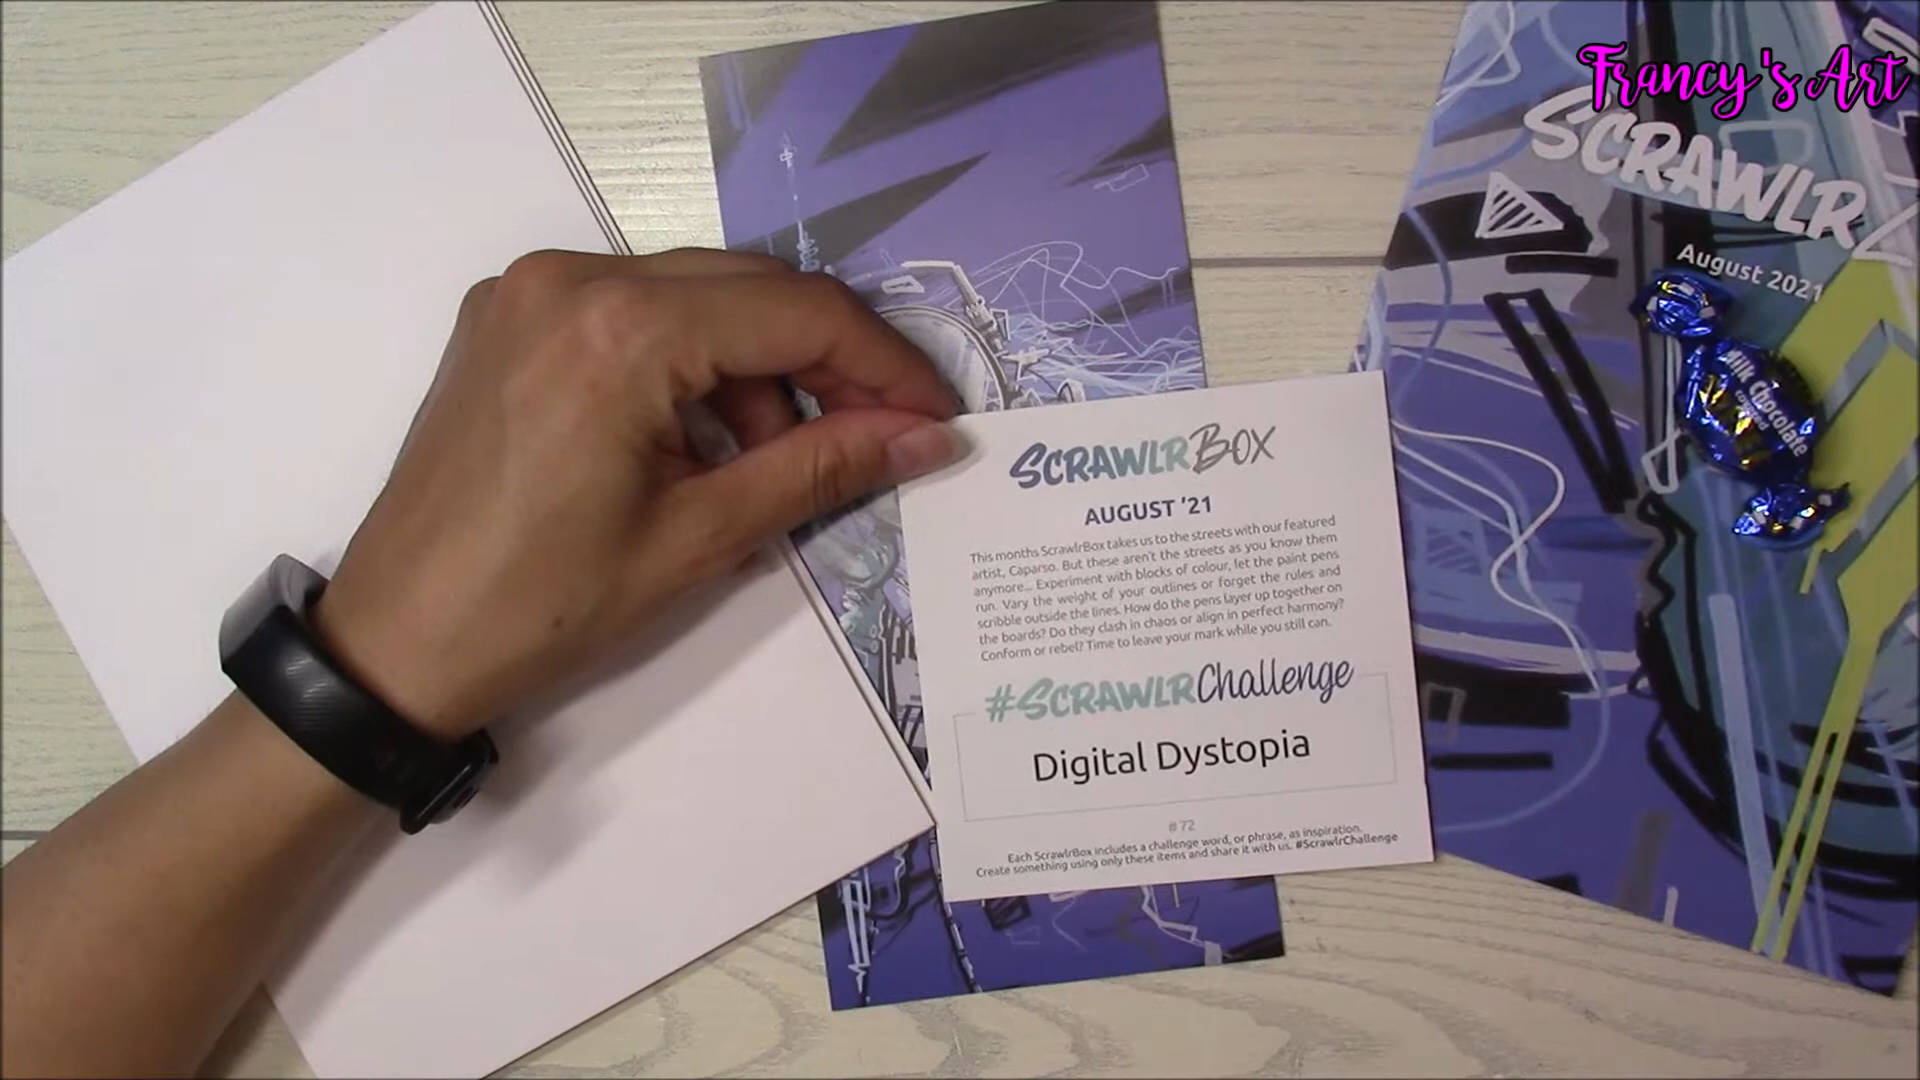 Francy's Art
SCRAWLR
August 2021
Milk Chocolate
SCRAWLRBOX
AUGUST '21
This months ScrawlrBox takes us to the streets with our featured
artist, Caparso. But these aren't the streets as you know them
anymore... Experiment with blocks of colour, let the paint pens
run. Vary the weight of your outlines or forget the rules and
scribble outside the lines. How do the pens layer up together on
the boards? Do they clash in chaos or align in perfect harmony?
Conform or rebel? Time to leave your mark while you still can.
#SCRAWLRChallenge
Digital Dystopia
#72
Each ScrawlrBox includes a challenge word, or phrase, as inspiration.
Create something using only these items and share it with us. #ScrawlrChallenge